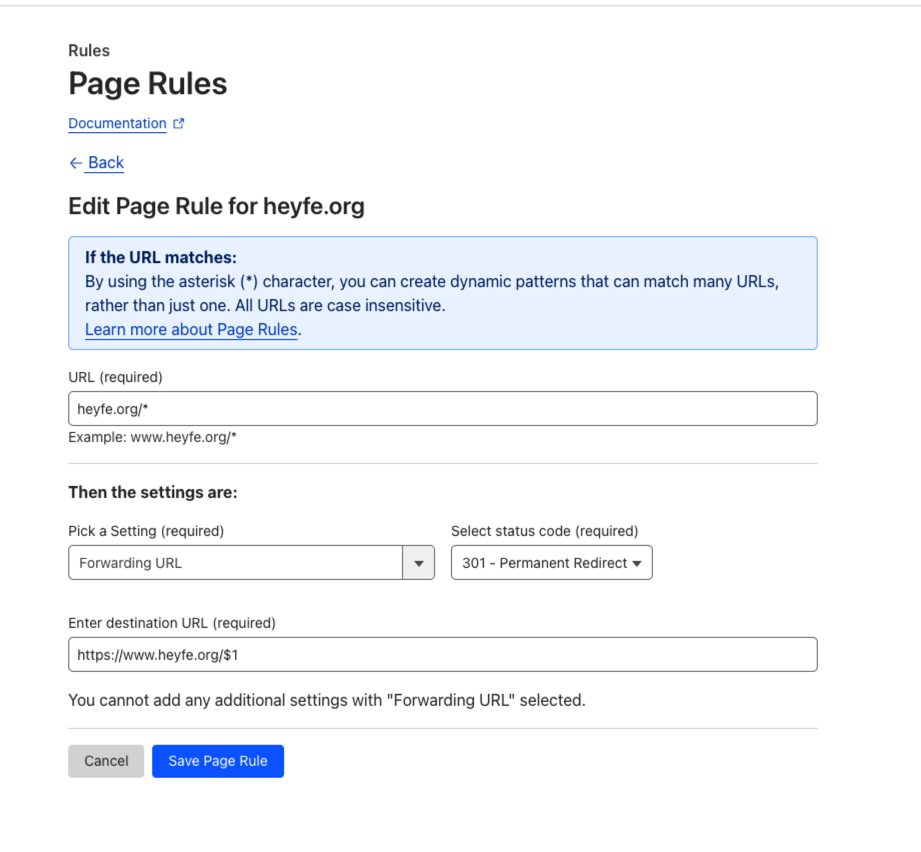 Rules
Page Rules
Documentation
← Back
Edit Page Rule for heyfe.org
If the URL matches:
By using the asterisk (*) character, you can create dynamic patterns that can match many URLs,
rather than just one. All URLs are case insensitive.
Learn more about Page Rules.
URL (required)
heyfe.org/*
Example: www.heyfe.org/*
Then the settings are:
Pick a Setting (required)
Select status code (required)
Forwarding URL
301 - Permanent Redirect
Enter destination URL (required)
https://www.heyfe.org/$1
You cannot add any additional settings with "Forwarding URL" selected.
Cancel
Save Page Rule